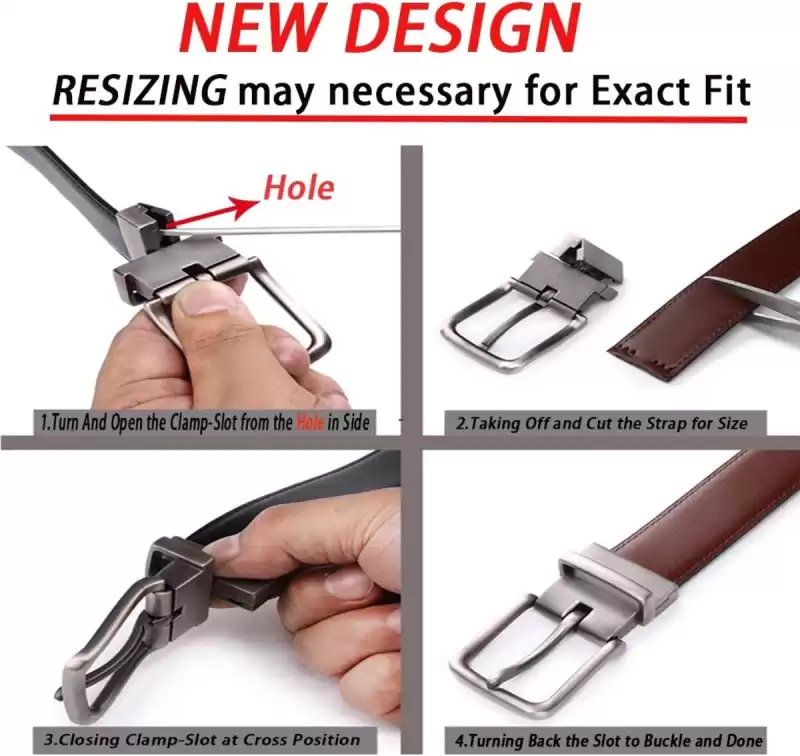 NEW DESIGN
RESIZING may necessary for Exact Fit
Hole
1.Turn And Open the Clamp-Slot from the Hole in Side
2.Taking Off and Cut the Strap for Size
3.Closing Clamp-Slot at Cross Position
4.Turning Back the Slot to Buckle and Done